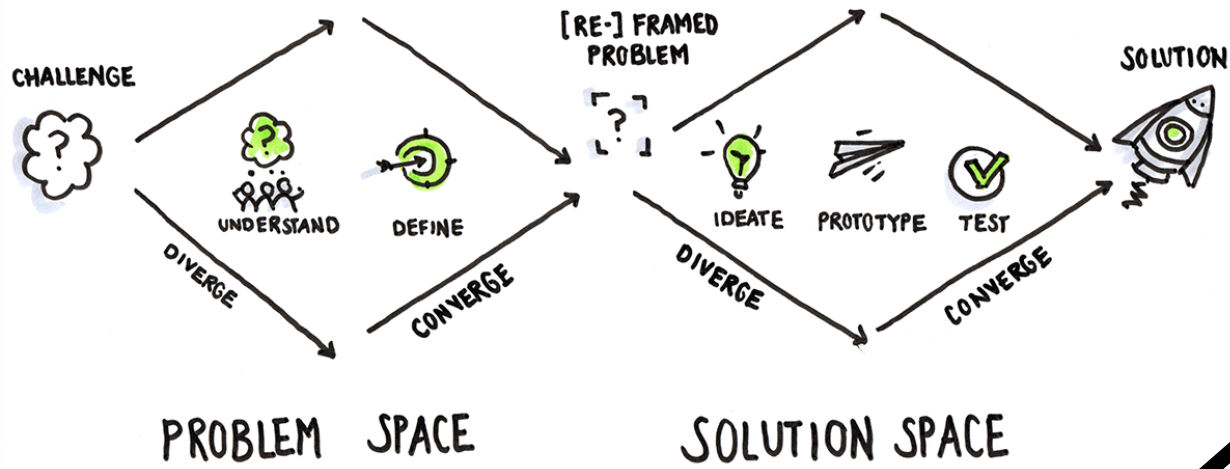 CHALLENGE
?
?
UNDERSTAND
DEFINE
DIVERGE
CONVERGE
[RE-] FRAMED
PROBLEM
?
IDEATE
PROTOTYPE
TEST
DIVERGE
CONVERGE
SOLUTION
PROBLEM SPACE
SOLUTION SPACE